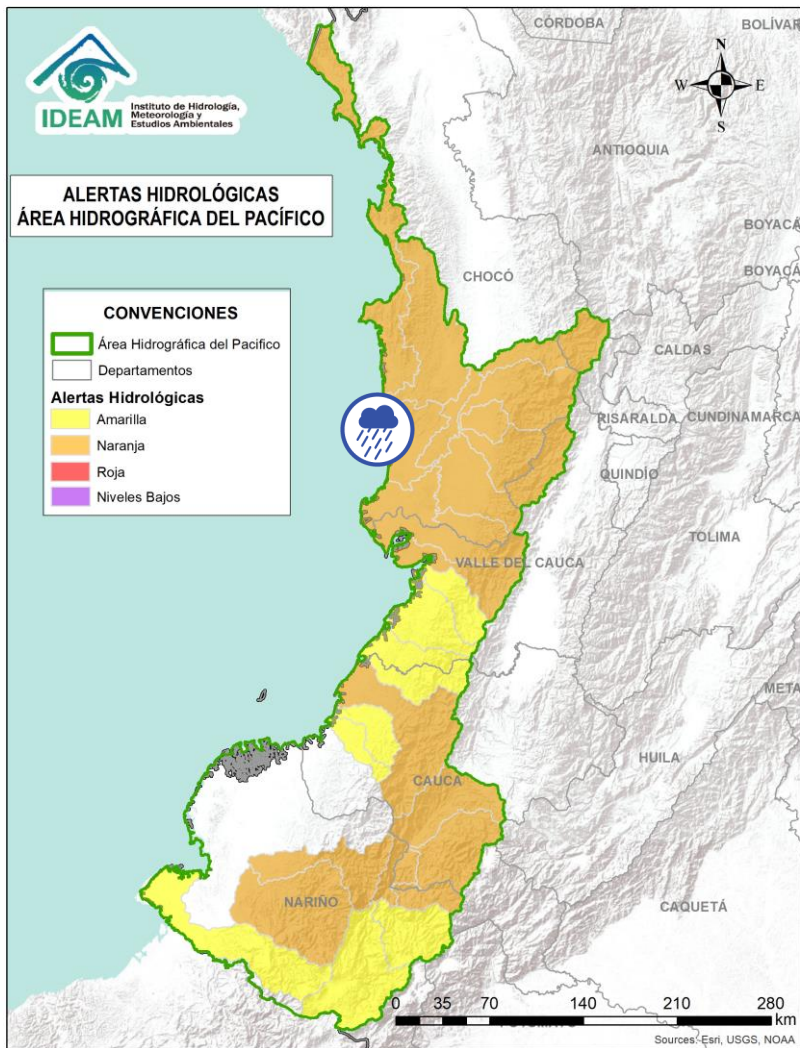 CÓRDOBA
BOLÍVAR
N
W E
S
IDEAM
Instituto de Hidrología,
Meteorología y
Estudios Ambientales
ANTIOQUIA
ALERTAS HIDROLÓGICAS
ÁREA HIDROGRÁFICA DEL PACÍFICO
BOYACÁ
CHOCÓ
BOYACÁ
CONVENCIONES
Área Hidrográfica del Pacifico
Departamentos
Alertas Hidrológicas
Amarilla
Naranja
Roja
Niveles Bajos
CALDAS
RISARALDA
CUNDINAMARCA
QUINDÍO
TOLIMA
VALLE DEL CAUCA
META
HUILA
CAUCA
NARIÑO
CAQUETÁ
0 35 70 140 210 280
km
Sources: Esri, USGS, NOAA